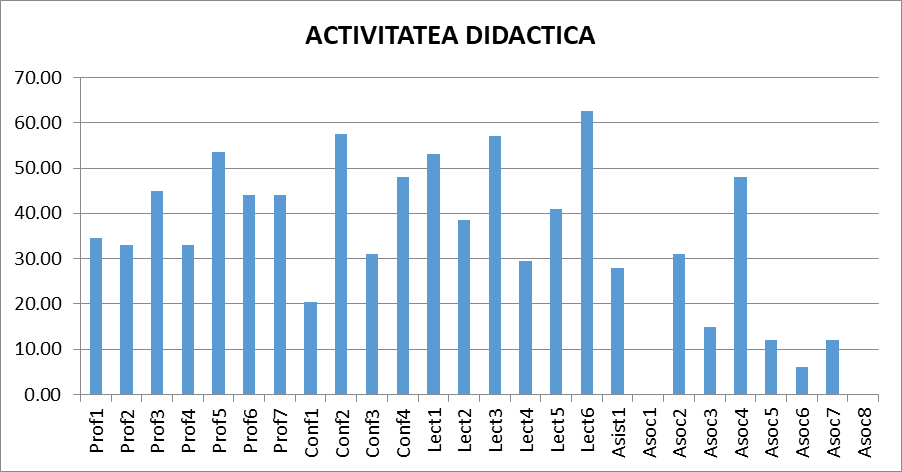 ACTIVITATEA DIDACTICA
70.00
60.00
50.00
40.00
30.00
20.00
10.00
0.00
Prof1
Prof2
Prof3
Prof4
Prof5
Prof6
Prof7
Conf1
Conf2
Conf3
Conf4
Lect1
Lect2
Lect3
Lect4
Lect5
Lect6
Asist1
Asoc1
Asoc2
Asoc3
Asoc4
Asoc5
Asoc6
Asoc7
Asoc8